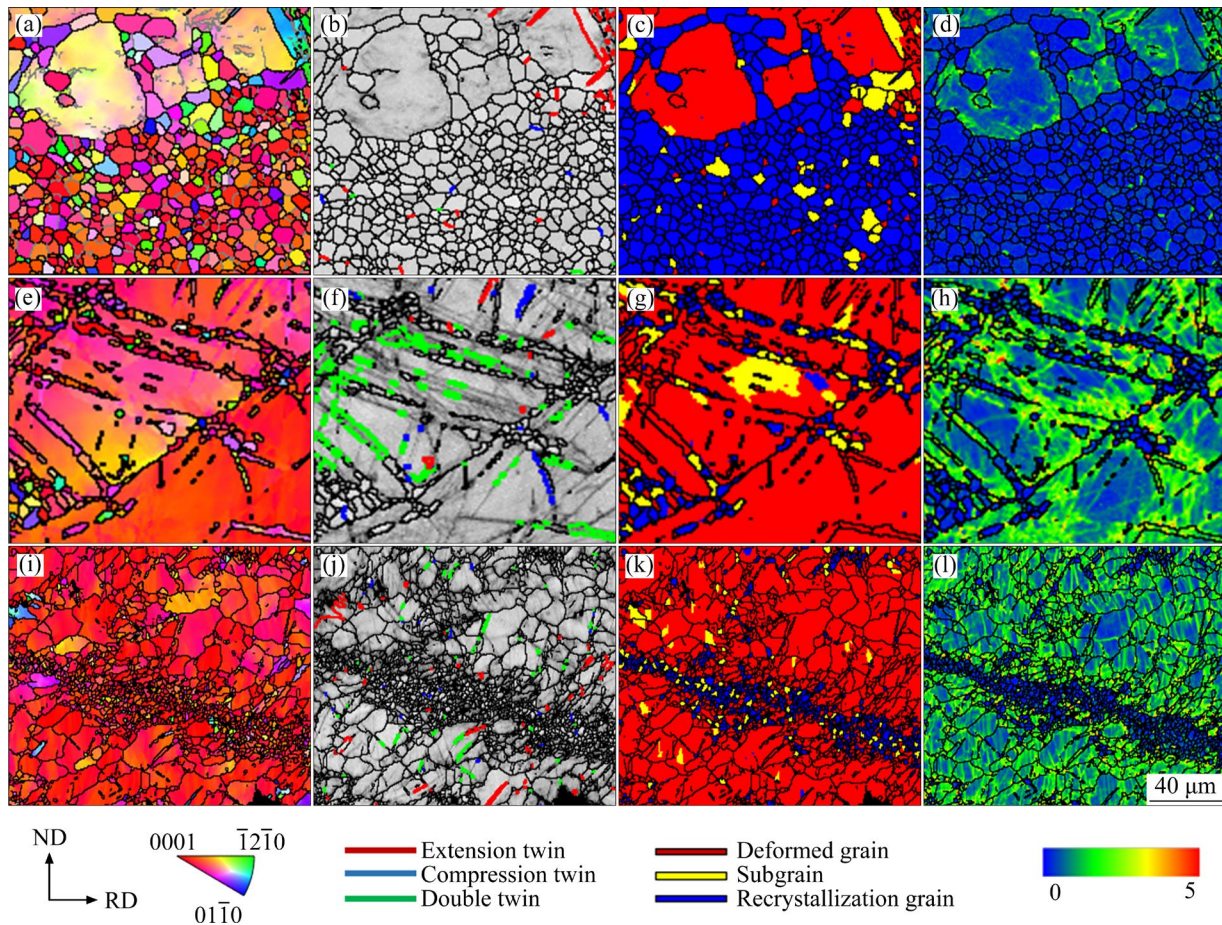 (a) (b) (c) (d)
(e) (f) (g) (h)
(i) (j) (k) (l)
40 μm
ND
RD
0001 1̅21̅0
011̅0
Extension twin
Compression twin
Double twin
Deformed grain
Subgrain
Recrystallization grain
0 5